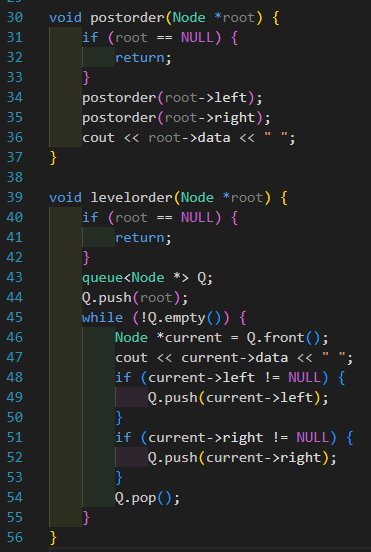 30 void postorder(Node *root) {
31     if (root == NULL) {
32         return;
33     }
34     postorder(root->left);
35     postorder(root->right);
36     cout << root->data << " ";
37 }
38
39 void levelorder(Node *root) {
40     if (root == NULL) {
41         return;
42     }
43     queue<Node *> Q;
44     Q.push(root);
45     while (!Q.empty()) {
46         Node *current = Q.front();
47         cout << current->data << " ";
48         if (current->left != NULL) {
49             Q.push(current->left);
50         }
51         if (current->right != NULL) {
52             Q.push(current->right);
53         }
54         Q.pop();
55     }
56 }